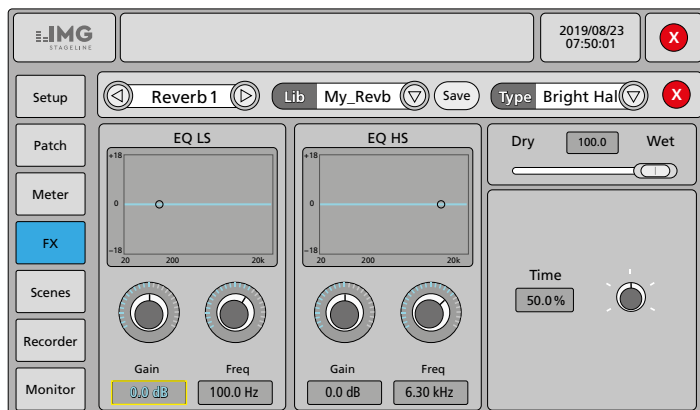 IMG
STAGELINE
2019/08/23
07:50:01
X
Setup
Patch
Meter
FX
Scenes
Recorder
Monitor
Reverb 1
Lib My_Revb
Save
Type Bright Hal
X
EQ LS
+18
0
−18
20 200 20k
Gain Freq
0.0 dB 100.0 Hz
EQ HS
+18
0
−18
20 200 20k
Gain Freq
0.0 dB 6.30 kHz
Dry 100.0 Wet
Time
50.0 %